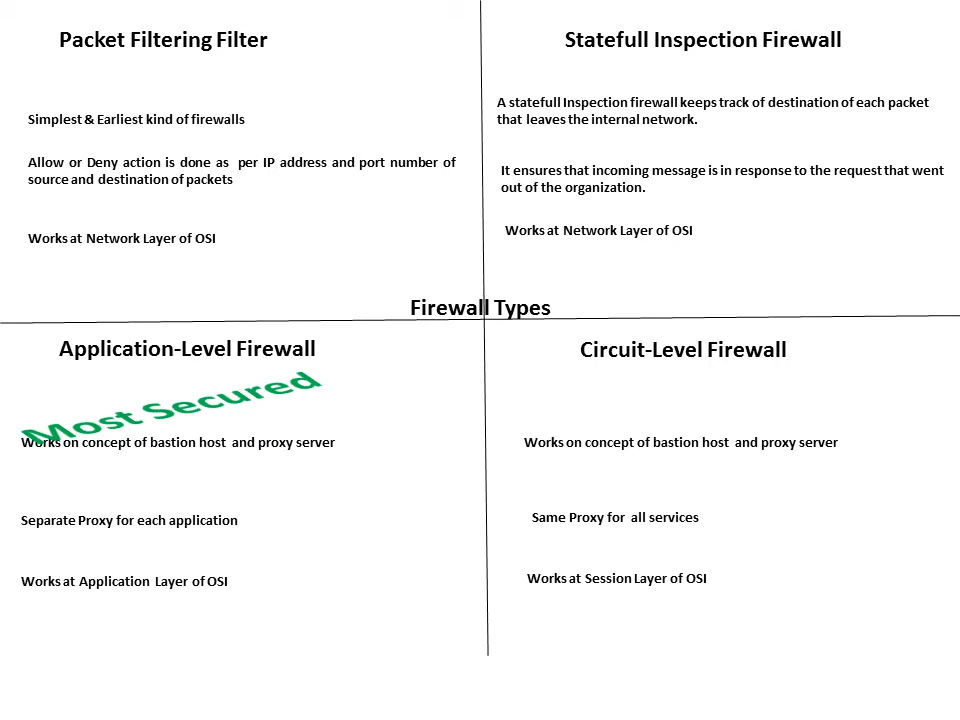 Packet Filtering Filter
Simplest & Earliest kind of firewalls
Allow or Deny action is done as per IP address and port number of
source and destination of packets
Works at Network Layer of OSI
Statefull Inspection Firewall
A statefull Inspection firewall keeps track of destination of each packet
that leaves the internal network.
It ensures that incoming message is in response to the request that went
out of the organization.
Works at Network Layer of OSI
Firewall Types
Application-Level Firewall
Most Secured
Works on concept of bastion host and proxy server
Separate Proxy for each application
Works at Application Layer of OSI
Circuit-Level Firewall
Works on concept of bastion host and proxy server
Same Proxy for all services
Works at Session Layer of OSI